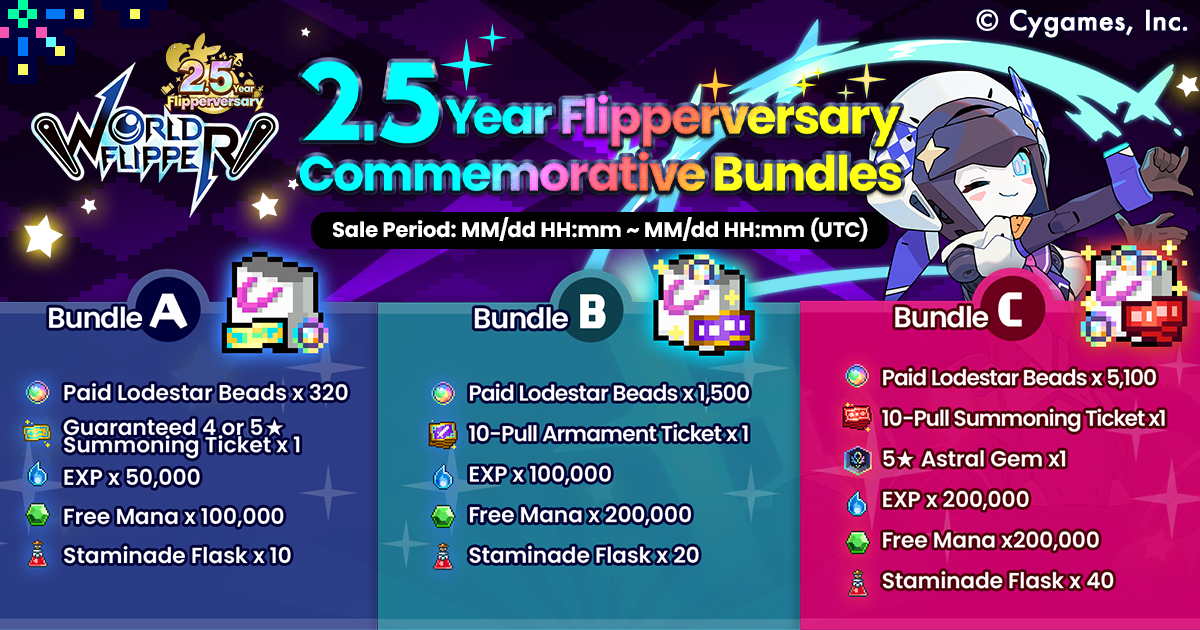 © Cygames, Inc.
2.5 Year
Flipperversary
WORLD
FLIPPER
2.5 Year Flipperversary
Commemorative Bundles
Sale Period: MM/dd HH:mm ~ MM/dd HH:mm (UTC)
Bundle A
Paid Lodestar Beads x 320
Guaranteed 4 or 5★
Summoning Ticket x 1
EXP x 50,000
Free Mana x 100,000
Staminade Flask x 10
Bundle B
Paid Lodestar Beads x 1,500
10-Pull Armament Ticket x 1
EXP x 100,000
Free Mana x 200,000
Staminade Flask x 20
Bundle C
Paid Lodestar Beads x 5,100
10-Pull Summoning Ticket x1
5★ Astral Gem x1
EXP x 200,000
Free Mana x200,000
Staminade Flask x 40